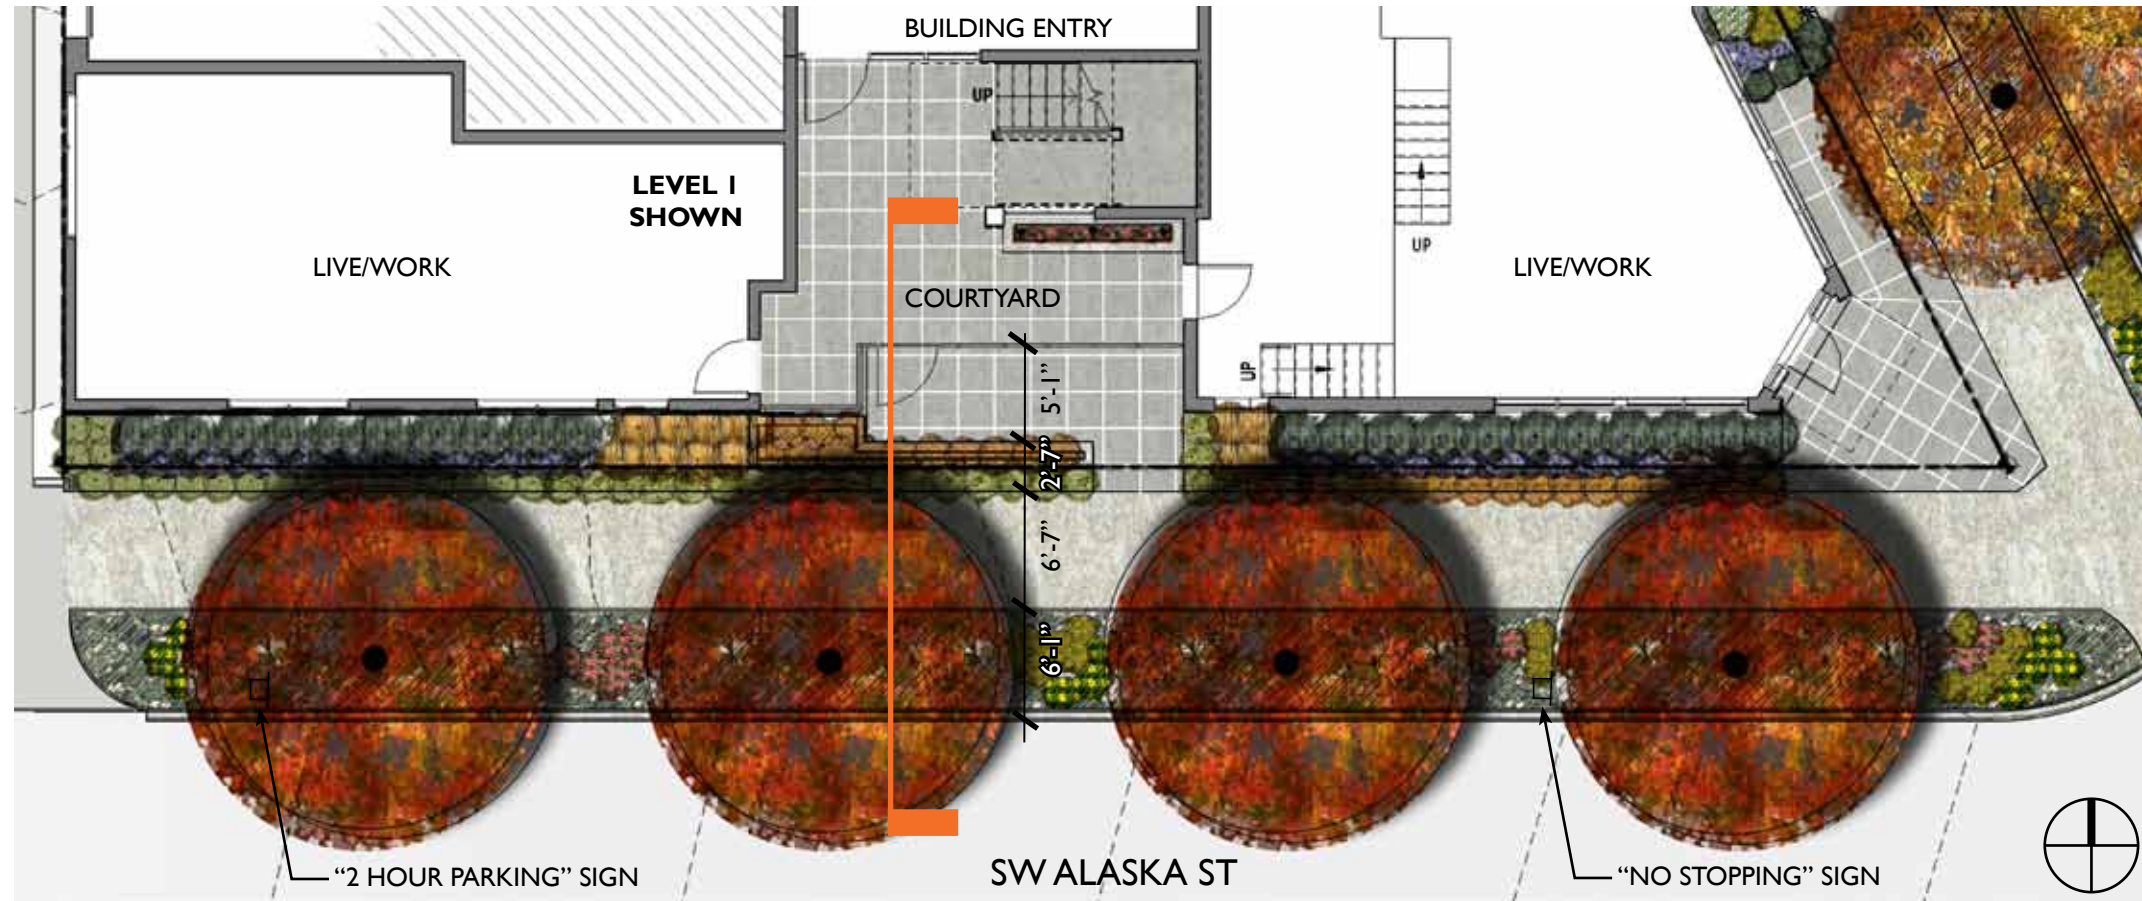 BUILDING ENTRY
UP
LEVEL 1
SHOWN
LIVE/WORK
UP
LIVE/WORK
COURTYARD
UP
5'-1"
2'-7"
6'-7"
6'-1"
SW ALASKA ST
“2 HOUR PARKING” SIGN
“NO STOPPING” SIGN